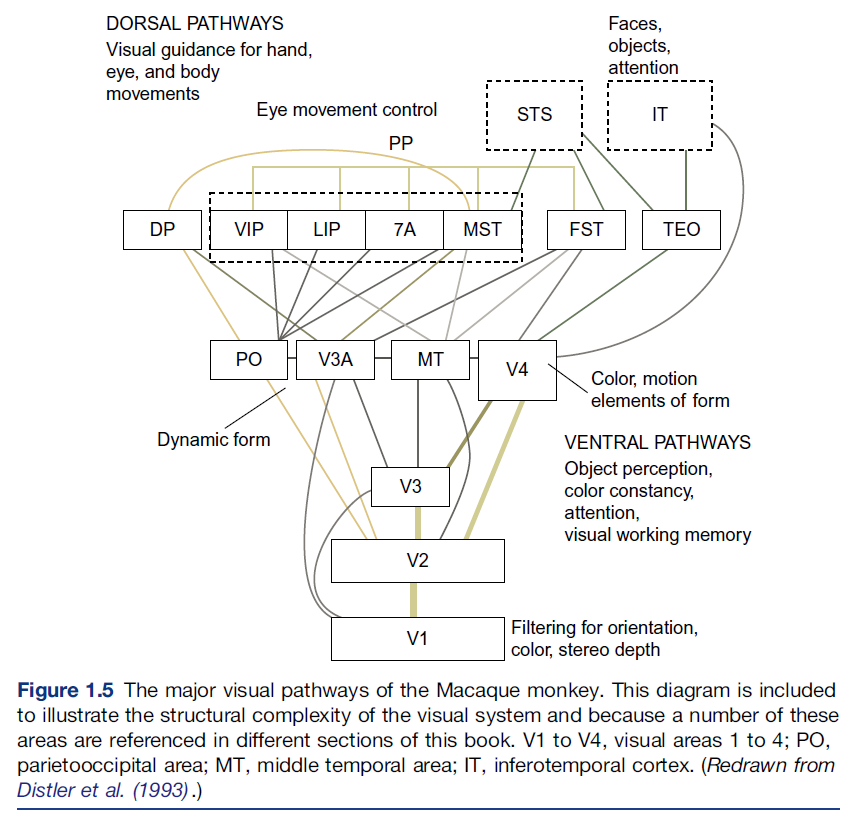 DORSAL PATHWAYS
Visual guidance for hand,
eye, and body
movements
Faces,
objects,
attention
Eye movement control
STS
IT
PP
DP
VIP
LIP
7A
MST
FST
TEO
PO
V3A
MT
V4
Color, motion
elements of form
Dynamic form
VENTRAL PATHWAYS
Object perception,
color constancy,
attention,
visual working memory
V3
V2
V1
Filtering for orientation,
color, stereo depth
Figure 1.5 The major visual pathways of the Macaque monkey. This diagram is included
to illustrate the structural complexity of the visual system and because a number of these
areas are referenced in different sections of this book. V1 to V4, visual areas 1 to 4; PO,
parietooccipital area; MT, middle temporal area; IT, inferotemporal cortex. (Redrawn from
Distler et al. (1993).)